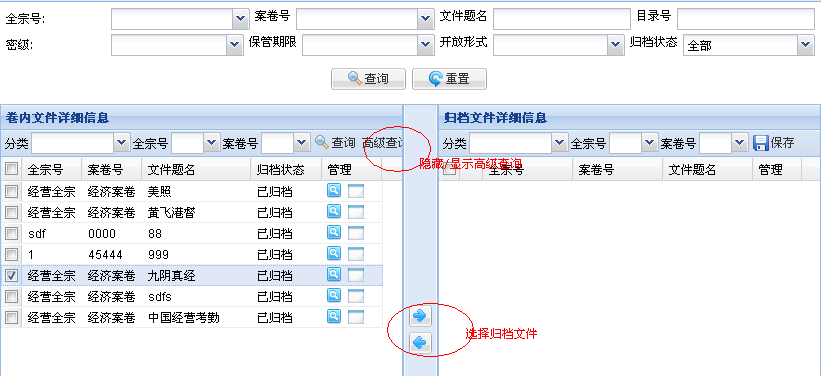 全宗号: 案卷号 文件题名 目录号
密级: 保管期限 开放形式 归档状态 全部
查询 重置
卷内文件详细信息 归档文件详细信息
分类 全宗号 案卷号 查询 高级查询 分类 全宗号 案卷号 保存
隐藏/显示高级查询
全宗号 案卷号 文件题名 归档状态 管理 全宗号 案卷号 文件题名 管理
经营全宗 经济案卷 美照 已归档
经营全宗 经济案卷 黄飞港督 已归档
sdf 0000 88 已归档
1 45444 999 已归档
经营全宗 经济案卷 九阴真经 已归档
经营全宗 经济案卷 sdfs 已归档
经营全宗 经济案卷 中国经营考勤 已归档
选择归档文件